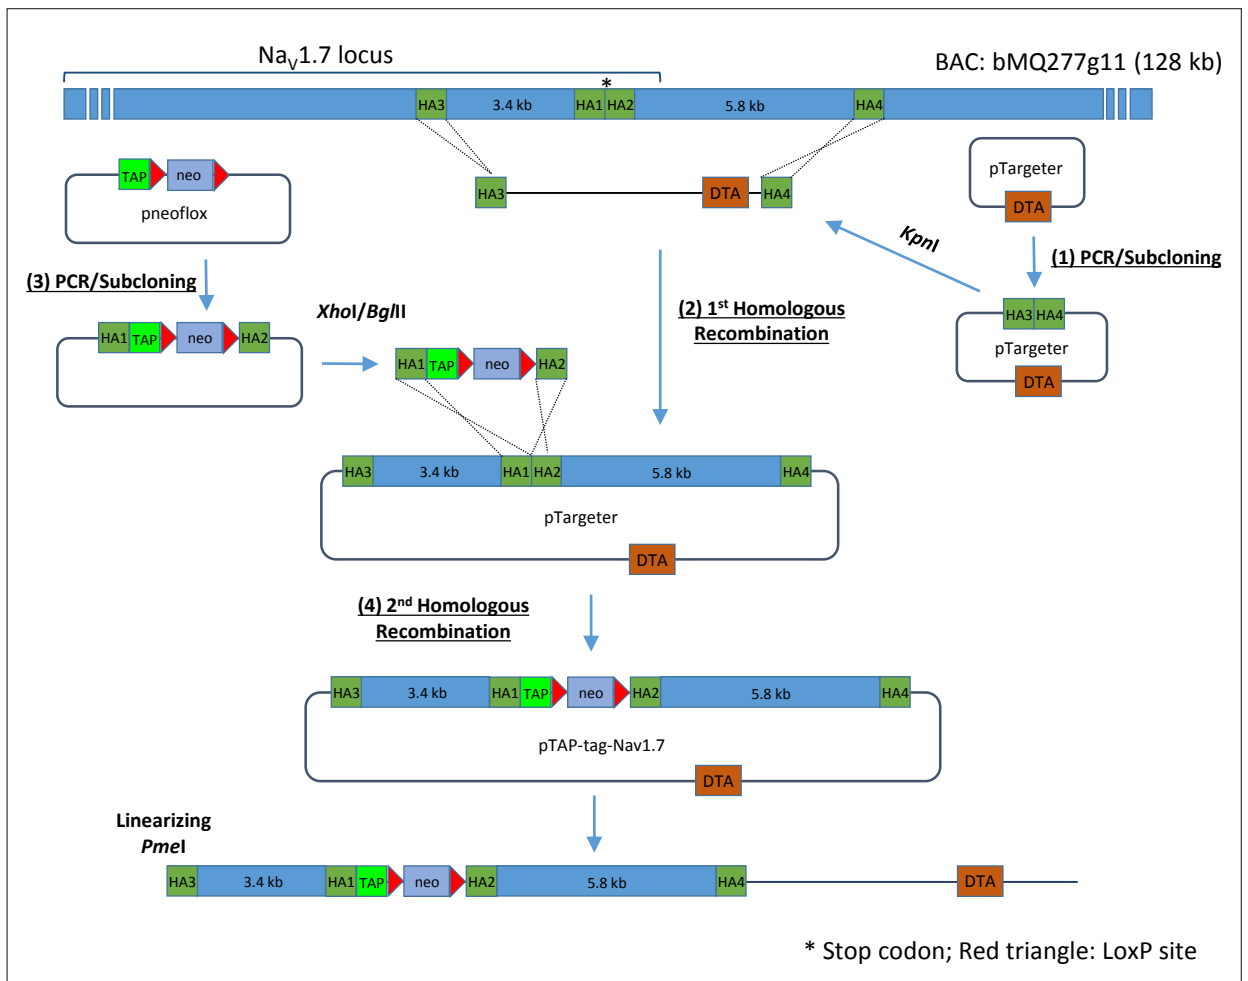 Na_V1.7 locus
BAC: bMQ277g11 (128 kb)
*
HA3 3.4 kb HA1 HA2 5.8 kb HA4
TAP neo
pneoflox
HA3 DTA HA4
pTargeter
DTA
KpnI
(1) PCR/Subcloning
(3) PCR/Subcloning
XhoI/BglII
(2) 1st Homologous
Recombination
HA3 HA4
pTargeter
DTA
HA1 TAP neo HA2
HA1 TAP neo HA2
HA3 3.4 kb HA1 HA2 5.8 kb HA4
pTargeter
DTA
(4) 2nd Homologous
Recombination
HA3 3.4 kb HA1 TAP neo HA2 5.8 kb HA4
pTAP-tag-Nav1.7
DTA
Linearizing
PmeI
HA3 3.4 kb HA1 TAP neo HA2 5.8 kb HA4 DTA
* Stop codon; Red triangle: LoxP site